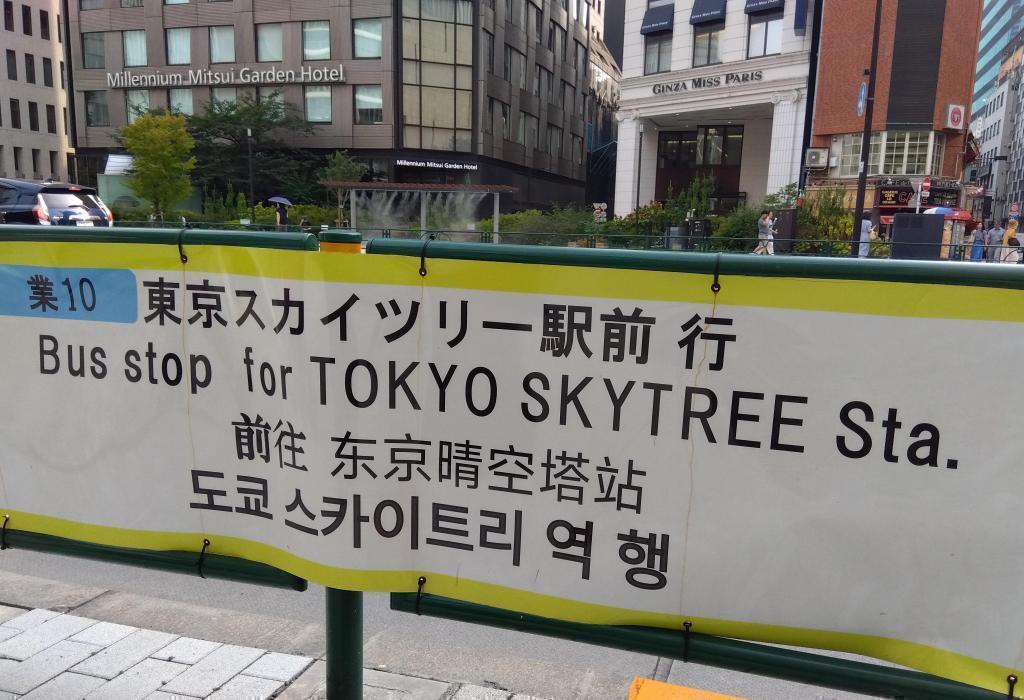 Millennium Mitsui Garden Hotel
GINZA MISS PARIS
Millennium Mitsui Garden Hotel
業10 東京スカイツリー駅前 行
Bus stop for TOKYO SKYTREE Sta.
前往 东京晴空塔站
도쿄 스카이트리 역 행